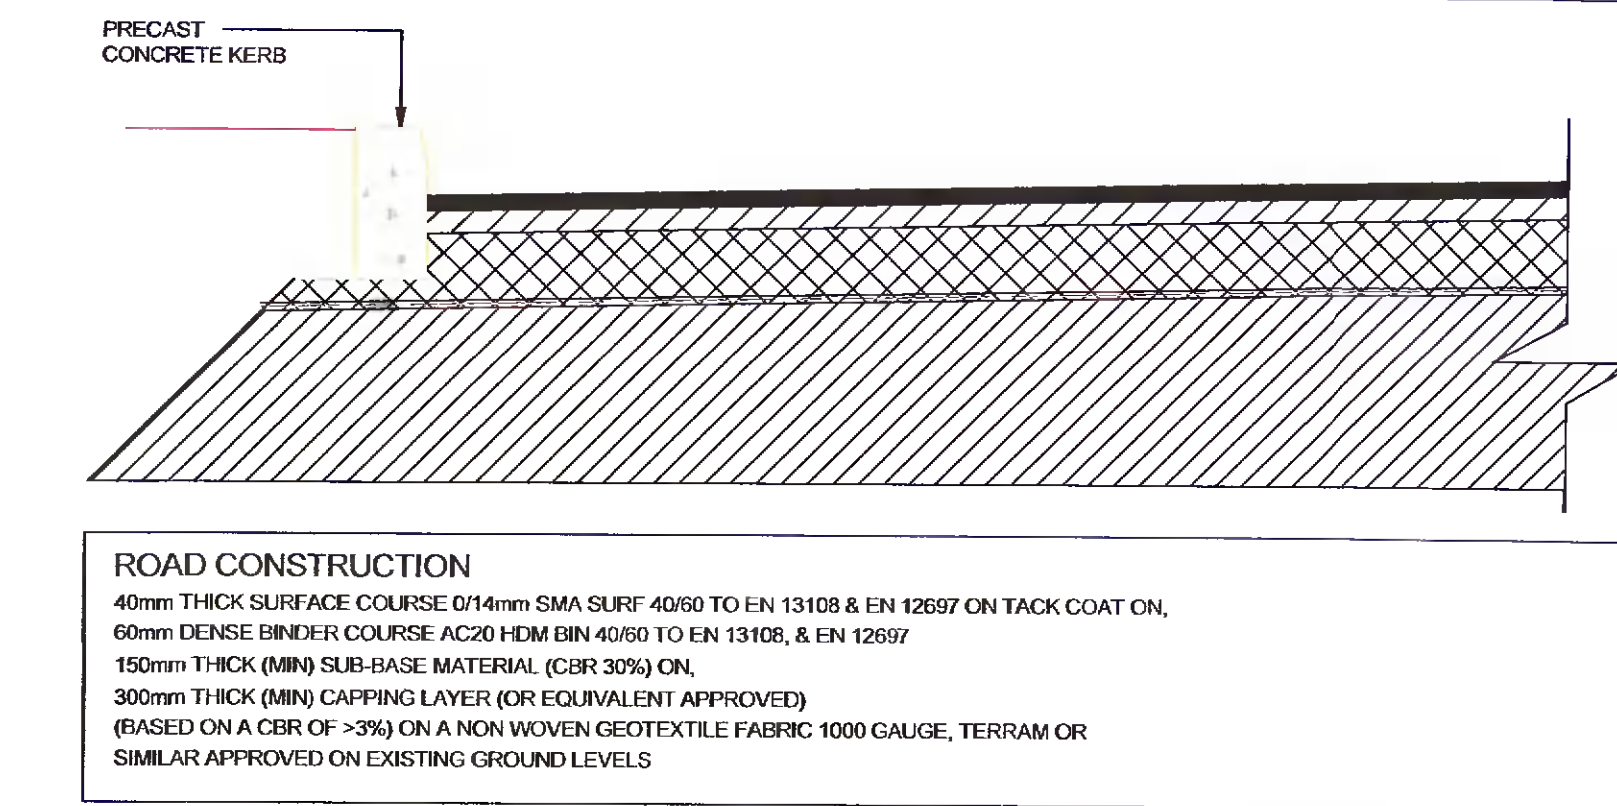 PRECAST
CONCRETE KERB
ROAD CONSTRUCTION
40mm THICK SURFACE COURSE 0/14mm SMA SURF 40/60 TO EN 13108 & EN 12697 ON TACK COAT ON,
60mm DENSE BINDER COURSE AC20 HDM BIN 40/60 TO EN 13108, & EN 12697
150mm THICK (MIN) SUB-BASE MATERIAL (CBR 30%) ON,
300mm THICK (MIN) CAPPING LAYER (OR EQUIVALENT APPROVED)
(BASED ON A CBR OF >3%) ON A NON WOVEN GEOTEXTILE FABRIC 1000 GAUGE, TERRAM OR
SIMILAR APPROVED ON EXISTING GROUND LEVELS